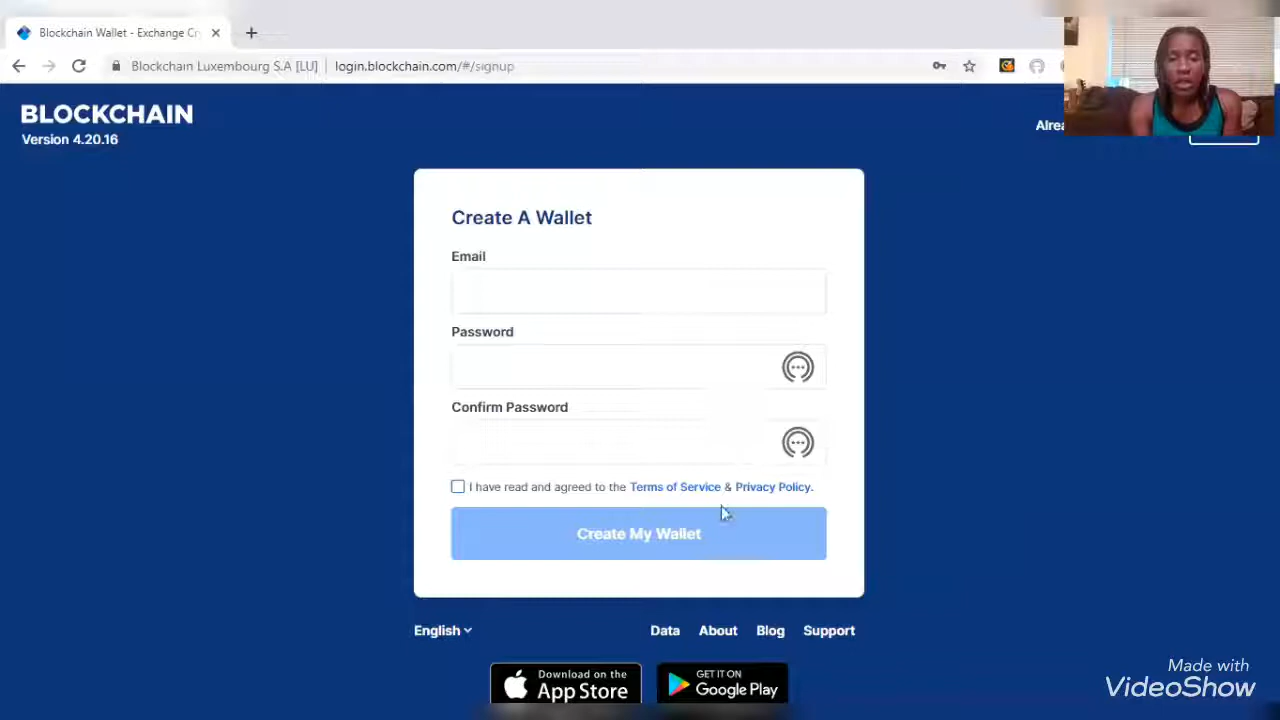 Blockchain Wallet - Exchange Cr
Blockchain Luxembourg S.A [LU] | login.blockchain.com/#/signup
BLOCKCHAIN
Version 4.20.16
Alrea
Create A Wallet
Email
Password
Confirm Password
I have read and agreed to the Terms of Service & Privacy Policy.
Create My Wallet
English
Data About Blog Support
Download on the
App Store
GET IT ON
Google Play
Made with
VideoShow